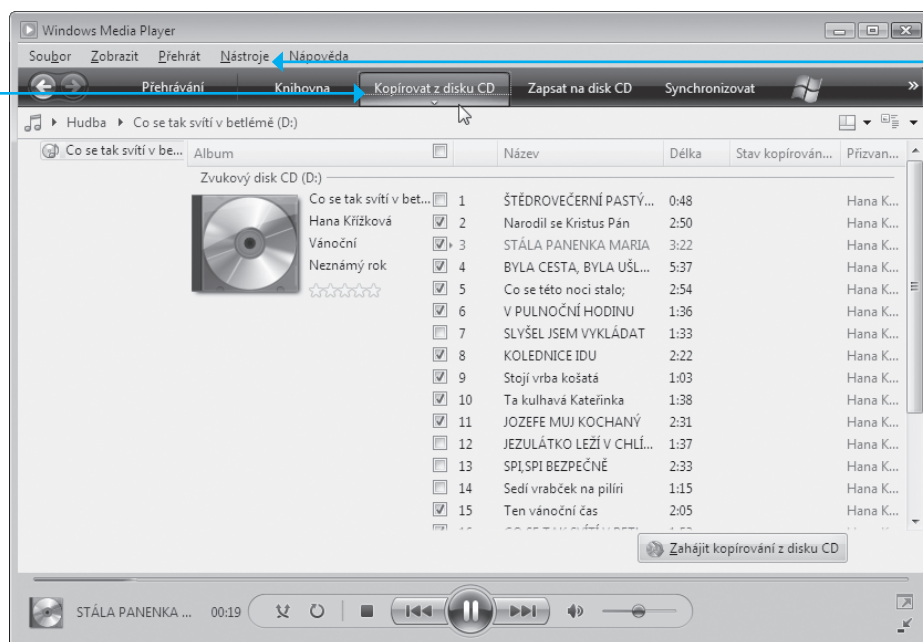 Windows Media Player
Soubor Zobrazit Přehrát Nástroje Nápověda
Přehrávání Knihovna Kopírovat z disku CD Zapsat na disk CD Synchronizovat »
Hudba Co se tak svítí v betlémě (D:)
Co se tak svítí v be...
Album Název Délka Stav kopírován... Přizvan...
Zvukový disk CD (D:)
Co se tak svítí v bet... 1 ŠTĚDROVEČERNÍ PASTÝ... 0:48 Hana K...
Hana Křížková 2 Narodil se Kristus Pán 2:50 Hana K...
Vánoční 3 STÁLA PANENKA MARIA 3:22 Hana K...
Neznámý rok 4 BYLA CESTA, BYLA UŠL... 5:37 Hana K...
5 Co se této noci stalo; 2:54 Hana K...
6 V PULNOČNÍ HODINU 1:36 Hana K...
7 SLYŠEL JSEM VYKLÁDAT 1:33 Hana K...
8 KOLEDNICE IDU 2:22 Hana K...
9 Stojí vrba košatá 1:03 Hana K...
10 Ta kulhavá Kateřinka 1:38 Hana K...
11 JOZEFE MUJ KOCHANÝ 2:31 Hana K...
12 JEZULÁTKO LEŽÍ V CHLÍ... 1:37 Hana K...
13 SPI,SPI BEZPEČNĚ 2:33 Hana K...
14 Sedí vrabček na pilíri 1:15 Hana K...
15 Ten vánoční čas 2:05 Hana K...
Zahájit kopírování z disku CD
STÁLA PANENKA ... 00:19